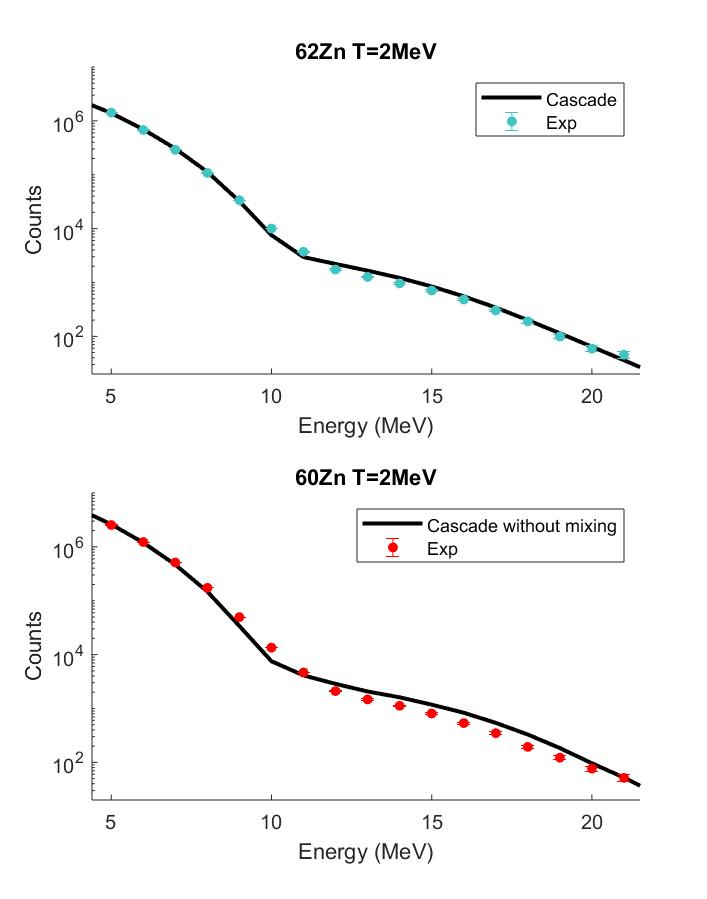 62Zn T=2MeV
Cascade
Exp
10^6
10^4
10^2
Counts
5 10 15 20
Energy (MeV)
60Zn T=2MeV
Cascade without mixing
Exp
10^6
10^4
10^2
Counts
5 10 15 20
Energy (MeV)